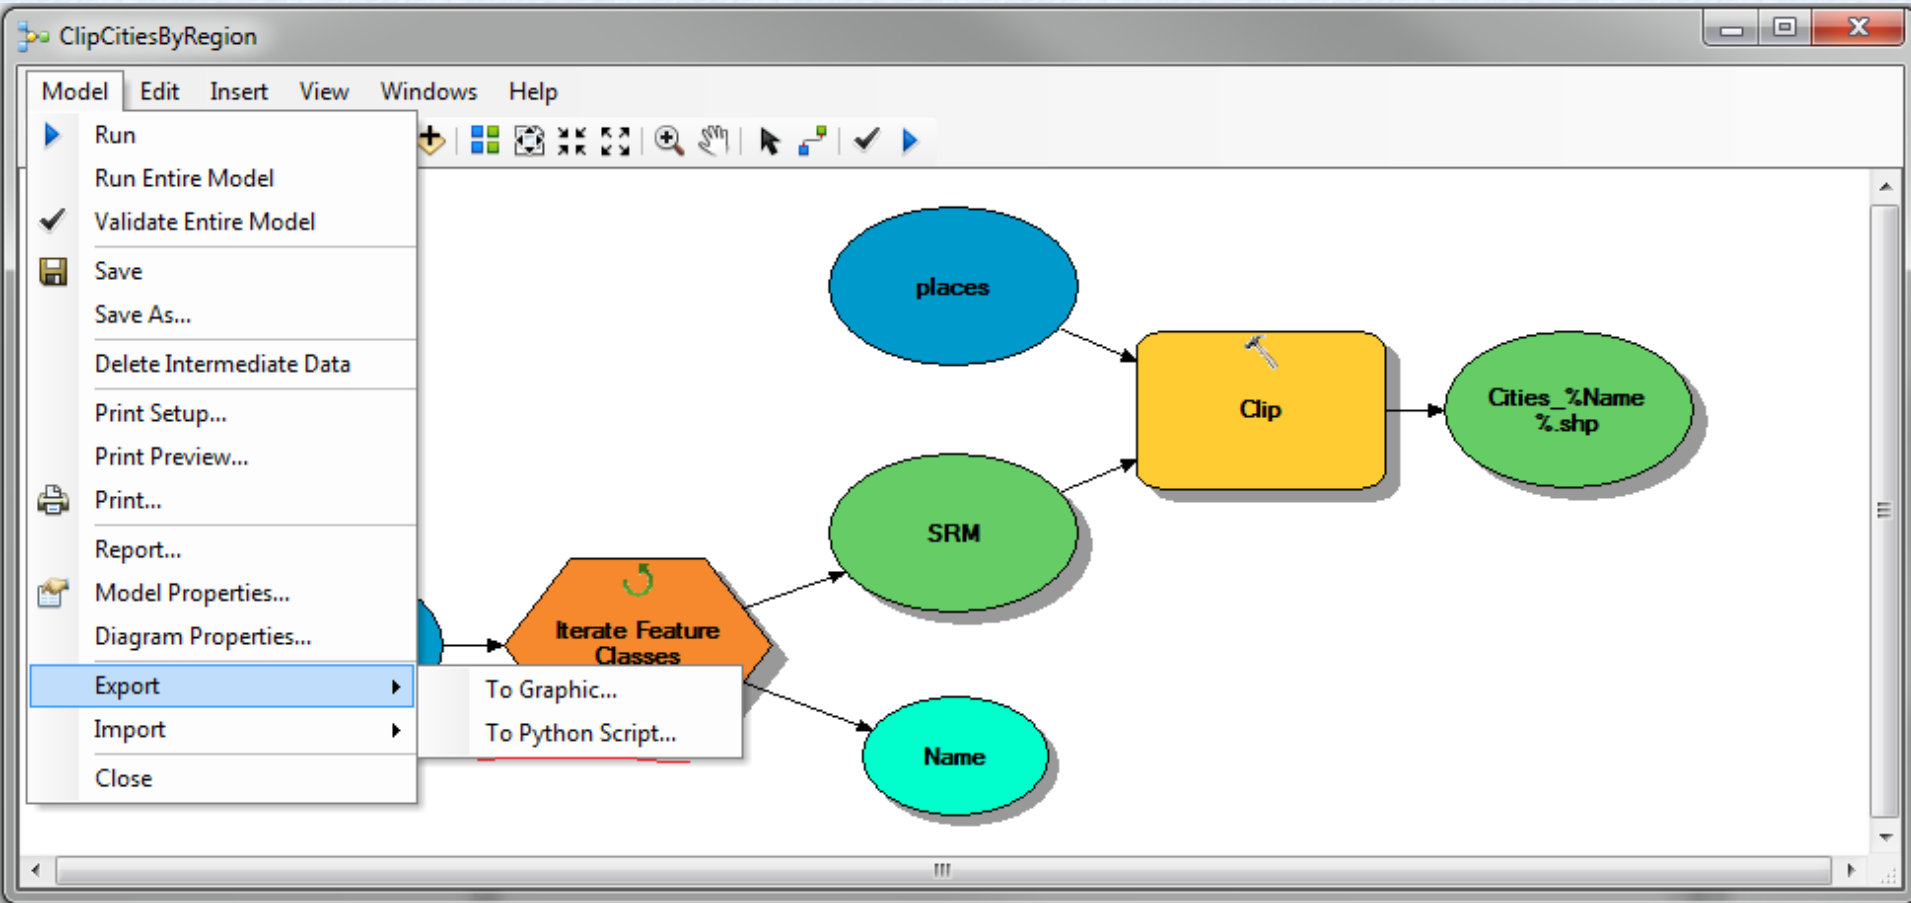 ClipCitiesByRegion
Model Edit Insert View Windows Help
Run
Run Entire Model
Validate Entire Model
Save
Save As...
Delete Intermediate Data
Print Setup...
Print Preview...
Print...
Report...
Model Properties...
Diagram Properties...
Export
Import
Close
To Graphic...
To Python Script...
places
Clip
Cities_%Name
%.shp
SRM
Iterate Feature
Classes
Name